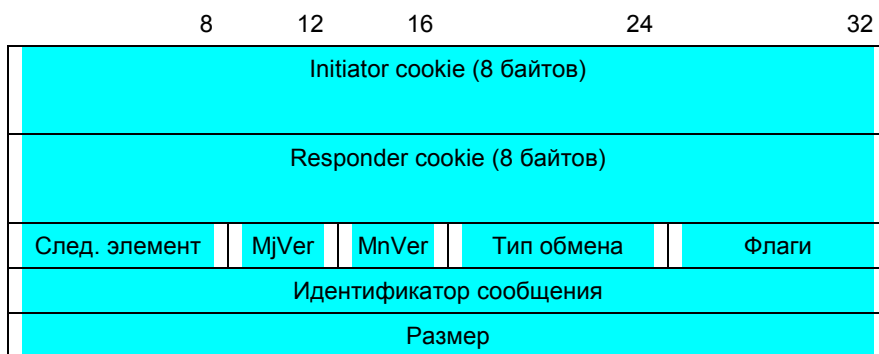 8 12 16 24 32
Initiator cookie (8 байтов)
Responder cookie (8 байтов)
След. элемент MjVer MnVer Тип обмена Флаги
Идентификатор сообщения
Размер